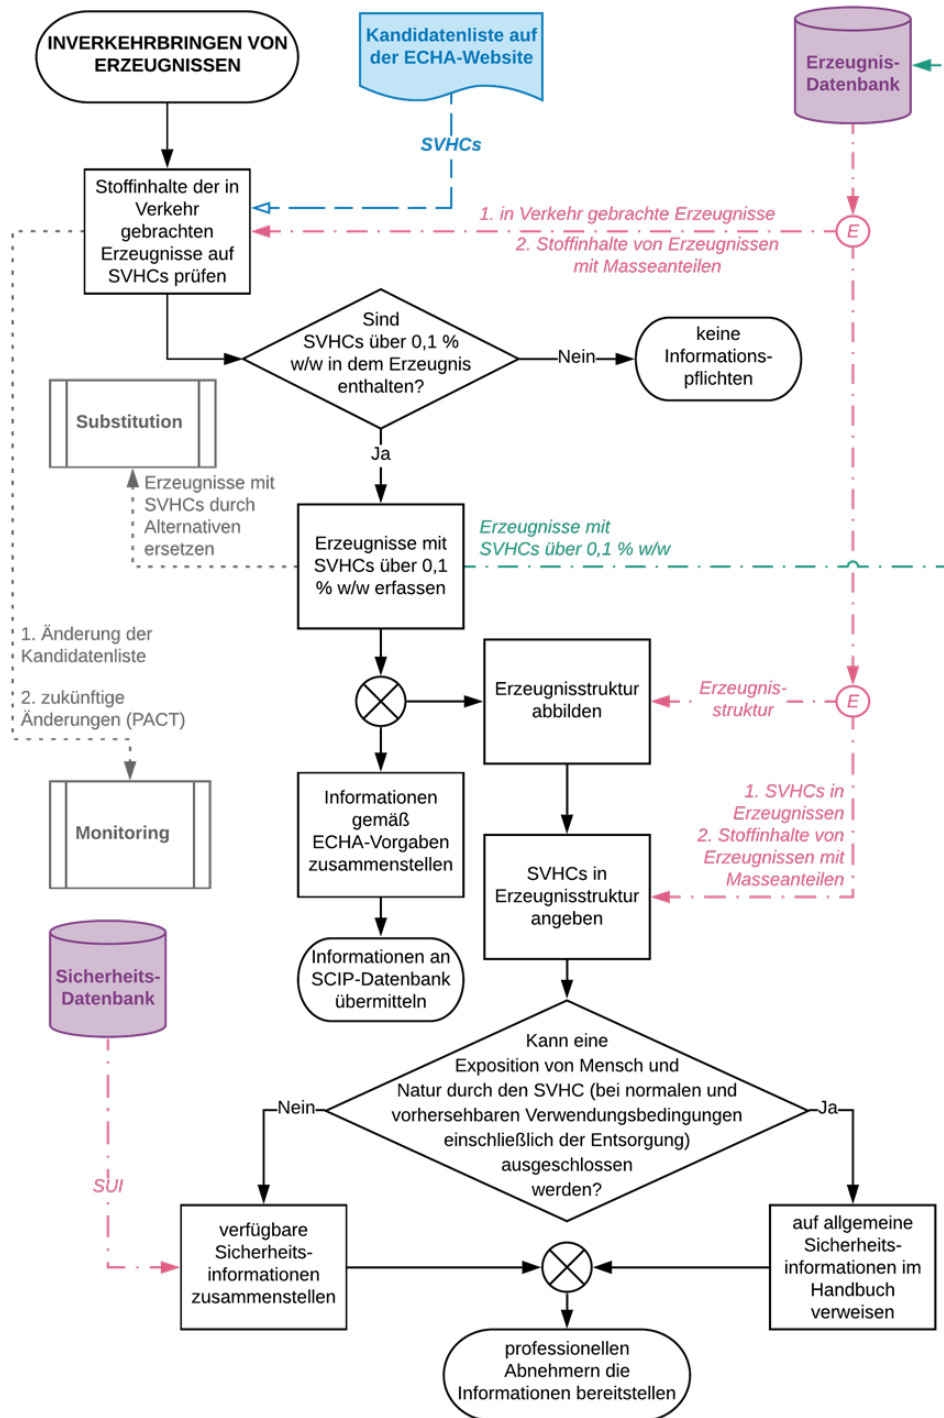 INVERKEHRBRINGEN VON
ERZEUGNISSEN
Kandidatenliste auf
der ECHA-Website
Erzeugnis-
Datenbank
SVHCs
Stoffinhalte der in
Verkehr
gebrachten
Erzeugnisse auf
SVHCs prüfen
1. in Verkehr gebrachte Erzeugnisse
2. Stoffinhalte von Erzeugnissen
mit Masseanteilen
E
Sind
SVHCs über 0,1 %
w/w in dem Erzeugnis
enthalten?
Nein
keine
Informations-
pflichten
Substitution
Ja
Erzeugnisse mit
SVHCs durch
Alternativen
ersetzen
Erzeugnisse mit
SVHCs über 0,1
% w/w erfassen
Erzeugnisse mit
SVHCs über 0,1 % w/w
1. Änderung der
Kandidatenliste
2. zukünftige
Änderungen (PACT)
Erzeugnisstruktur
abbilden
Erzeugnis-
struktur
E
Monitoring
Informationen
gemäß
ECHA-Vorgaben
zusammenstellen
1. SVHCs in
Erzeugnissen
2. Stoffinhalte von
Erzeugnissen mit
Masseanteilen
SVHCs in
Erzeugnisstruktur
angeben
Informationen an
SCIP-Datenbank
übermitteln
Sicherheits-
Datenbank
Kann eine
Exposition von Mensch und
Natur durch den SVHC (bei normalen und
vorhersehbaren Verwendungsbedingungen
einschließlich der Entsorgung)
ausgeschlossen
werden?
Nein
Ja
SUI
verfügbare
Sicherheits-
informationen
zusammenstellen
auf allgemeine
Sicherheits-
informationen im
Handbuch
verweisen
professionellen
Abnehmern die
Informationen bereitstellen